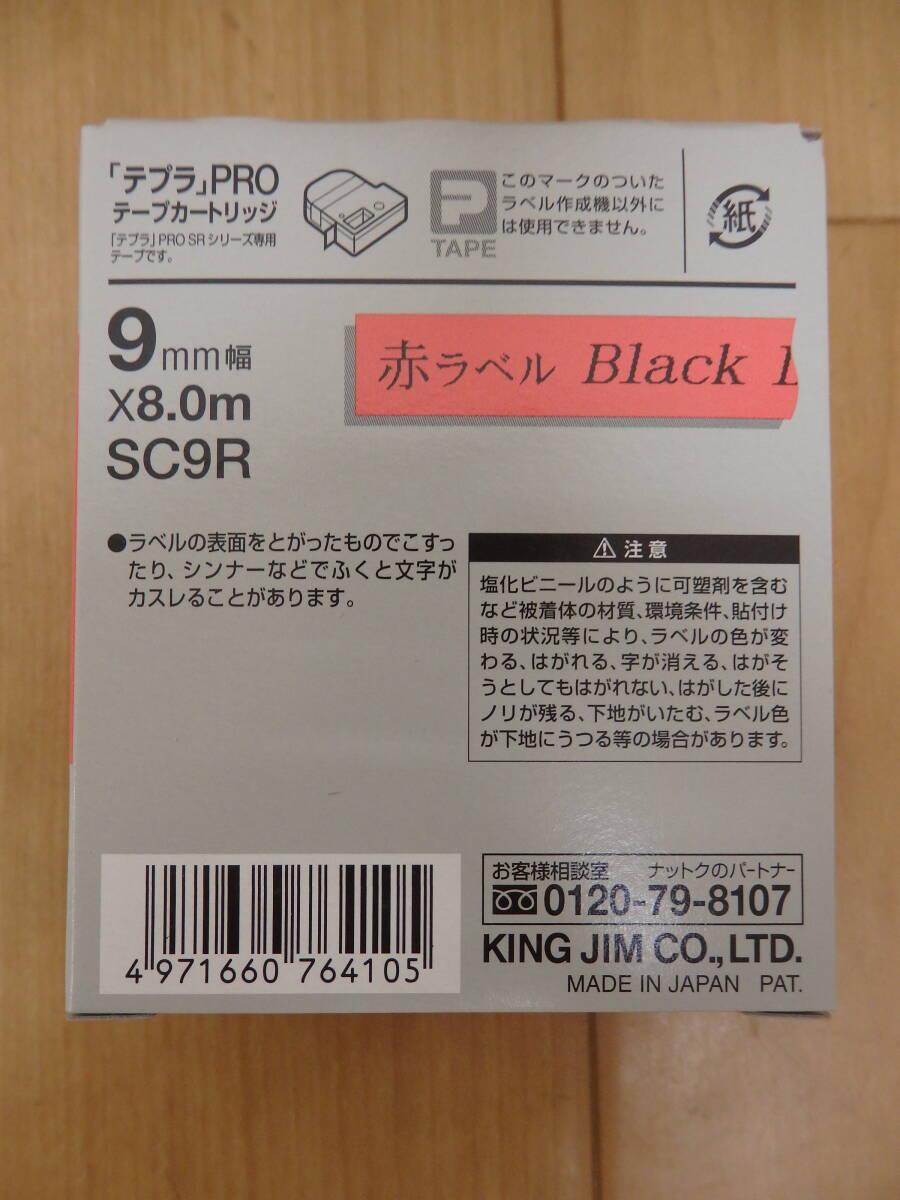 「テプラ」PRO
テープカートリッジ
「テプラ」PRO SRシリーズ専用
テープです。
P
TAPE
このマークのついた
ラベル作成機以外に
は使用できません。
紙
9mm幅
X8.0m
SC9R
赤ラベル Black L
●ラベルの表面をとがったものでこすっ
たり、シンナーなどでふくと文字が
カスレることがあります。
注意
塩化ビニールのように可塑剤を含む
など被着体の材質、環境条件、貼付け
時の状況等により、ラベルの色が変
わる、はがれる、字が消える、はがそ
うとしてもはがれない、はがした後に
ノリが残る、下地がいたむ、ラベル色
が下地にうつる等の場合があります。
4 971660 764105
お客様相談室 ナットクのパートナー
0120-79-8107
KING JIM CO.,LTD.
MADE IN JAPAN PAT.